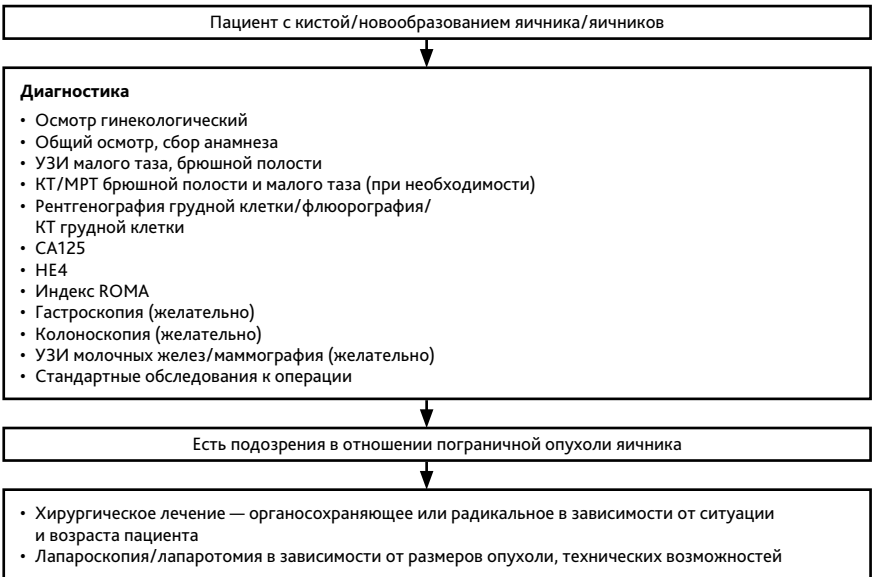 Пациент с кистой/новообразованием яичника/яичников
Диагностика
• Осмотр гинекологический
• Общий осмотр, сбор анамнеза
• УЗИ малого таза, брюшной полости
• КТ/МРТ брюшной полости и малого таза (при необходимости)
• Рентгенография грудной клетки/флюорография/
КТ грудной клетки
• СА125
• НЕ4
• Индекс ROMA
• Гастроскопия (желательно)
• Колоноскопия (желательно)
• УЗИ молочных желез/маммография (желательно)
• Стандартные обследования к операции
Есть подозрения в отношении пограничной опухоли яичника
• Хирургическое лечение — органосохраняющее или радикальное в зависимости от ситуации
и возраста пациента
• Лапароскопия/лапаротомия в зависимости от размеров опухоли, технических возможностей